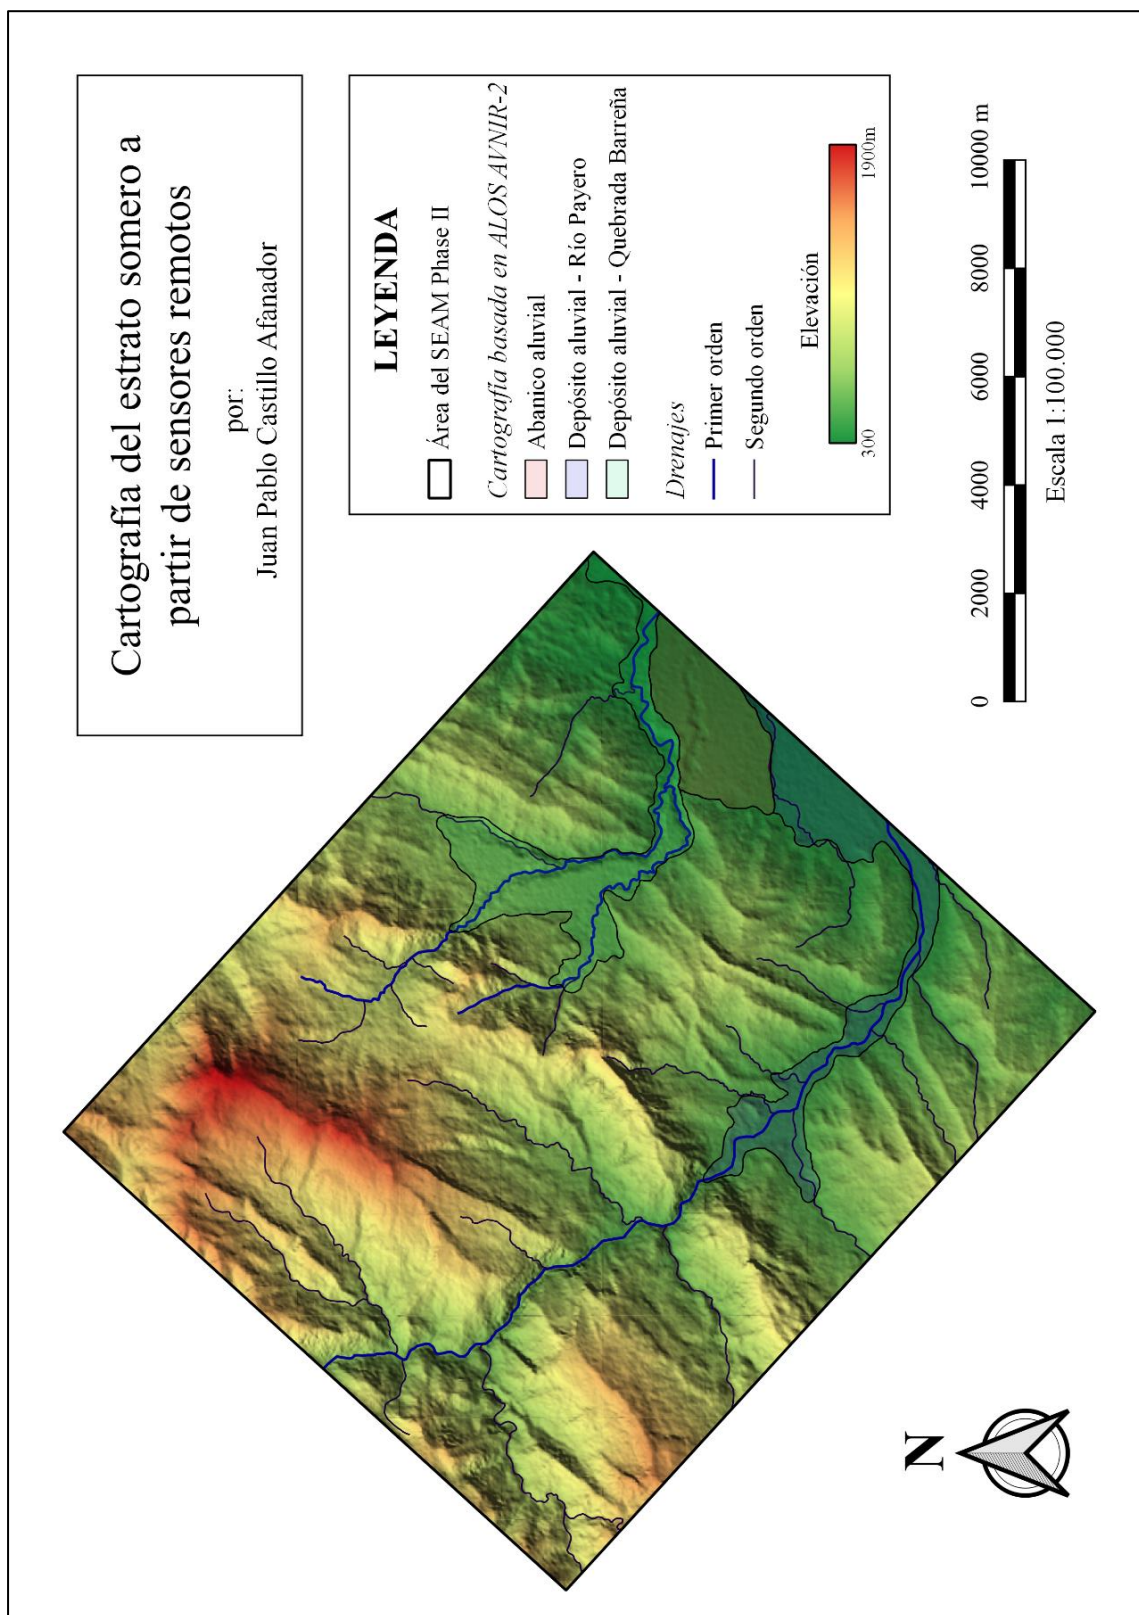 Cartografía del estrato somero a
partir de sensores remotos
por:
Juan Pablo Castillo Afanador
LEYENDA
Área del SEAM Phase II
Cartografía basada en ALOS AVNIR-2
Abanico aluvial
Depósito aluvial - Río Payero
Depósito aluvial - Quebrada Barreña
Drenajes
Primer orden
Segundo orden
Elevación
300 1900m
0 2000 4000 6000 8000 10000 m
Escala 1:100.000
N